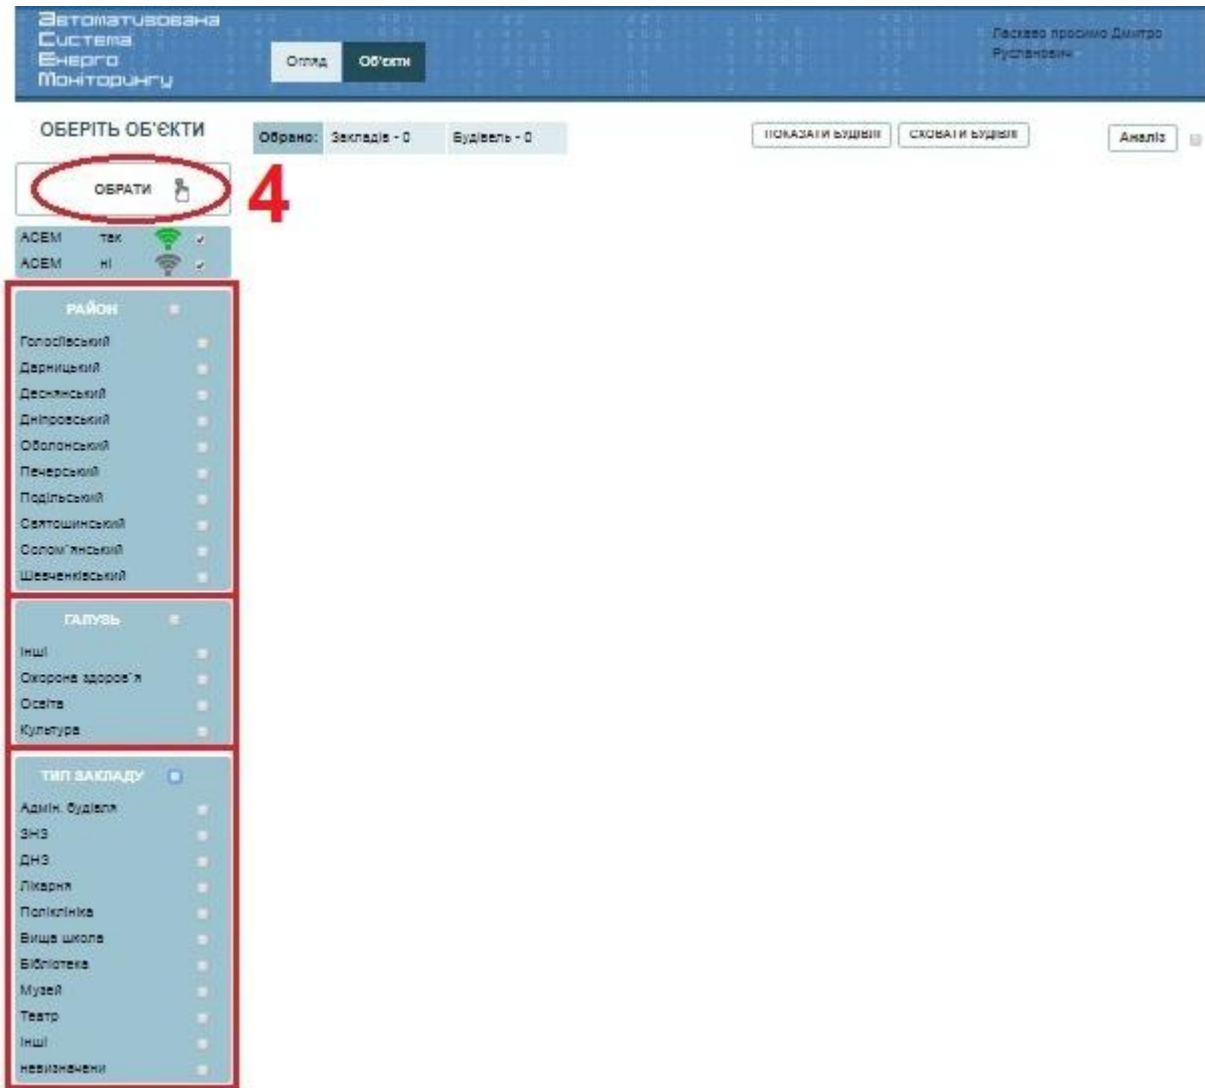 Автоматизована
Система
Енерго
Моніторингу
Огляд Об'єкти
Ласкаво просимо Дмитро
Русланович
ОБЕРІТЬ ОБ'ЄКТИ
Обрано: Закладів - 0 Будівель - 0
ПОКАЗАТИ БУДІВЛІ СХОВАТИ БУДІВЛІ
Аналіз
ОБРАТИ
4
АСЕМ так
АСЕМ ні
РАЙОН
Голосіївський
Дарницький
Деснянський
Дніпровський
Оболонський
Печерський
Подільський
Святошинський
Солом`янський
Шевченківський
ГАЛУЗЬ
Інші
Охорона здоров`я
Освіта
Культура
ТИП ЗАКЛАДУ
Адмін. будівля
ЗНЗ
ДНЗ
Лікарня
Поліклініка
Вища школа
Бібліотека
Музей
Театр
Інші
невизначени